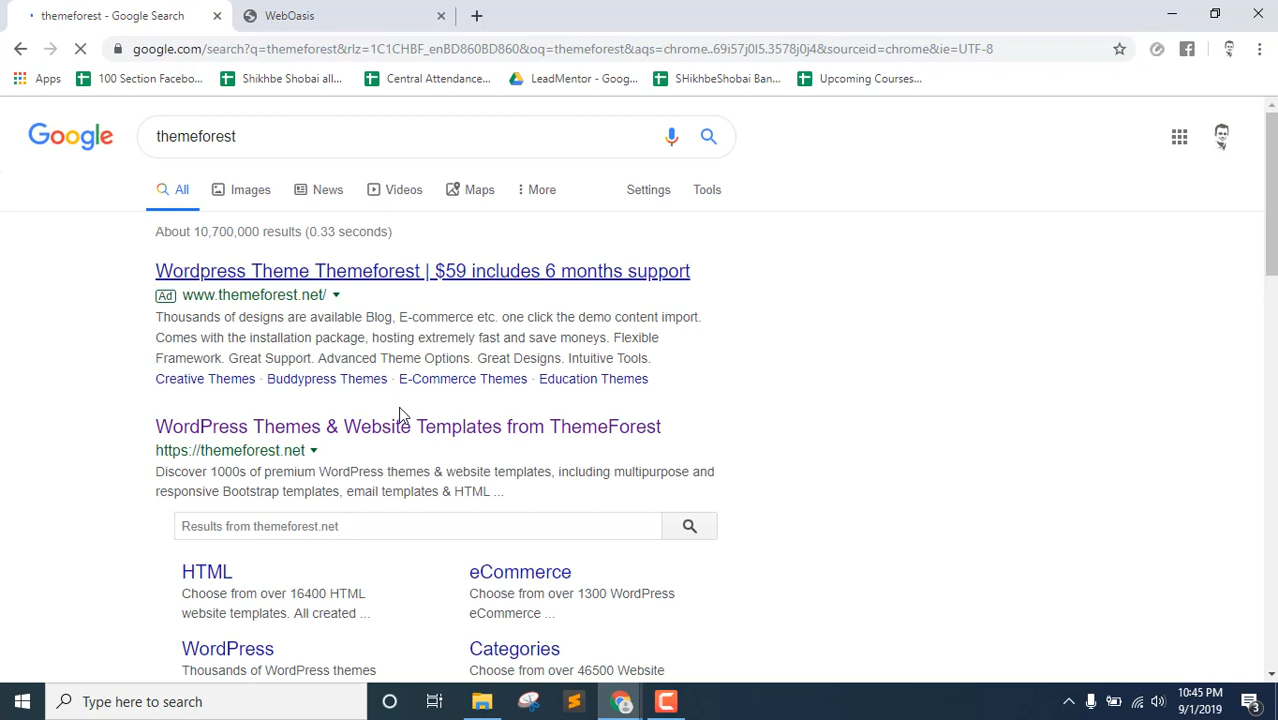 themeforest - Google Search
WebOasis
google.com/search?q=themeforest&rlz=1C1CHBF_enBD860BD860&oq=themeforest&aqs=chrome..69i57j0l5.3578j0j4&sourceid=chrome&ie=UTF-8
Apps 100 Section Facebo... Shikhbe Shobai all... Central Attendance... LeadMentor - Goog... SHikhbeShobai Ban... Upcoming Courses...
Google themeforest
All Images News Videos Maps More Settings Tools
About 10,700,000 results (0.33 seconds)
Wordpress Theme Themeforest | $59 includes 6 months support
Ad www.themeforest.net/
Thousands of designs are available Blog, E-commerce etc. one click the demo content import.
Comes with the installation package, hosting extremely fast and save moneys. Flexible
Framework. Great Support. Advanced Theme Options. Great Designs. Intuitive Tools.
Creative Themes · Buddypress Themes · E-Commerce Themes · Education Themes
WordPress Themes & Website Templates from ThemeForest
https://themeforest.net
Discover 1000s of premium WordPress themes & website templates, including multipurpose and
responsive Bootstrap templates, email templates & HTML ...
Results from themeforest.net
HTML
Choose from over 16400 HTML
website templates. All created ...
eCommerce
Choose from over 1300 WordPress
eCommerce ...
WordPress
Thousands of WordPress themes
Categories
Choose from over 46500 Website
Type here to search
10:45 PM
9/1/2019
3